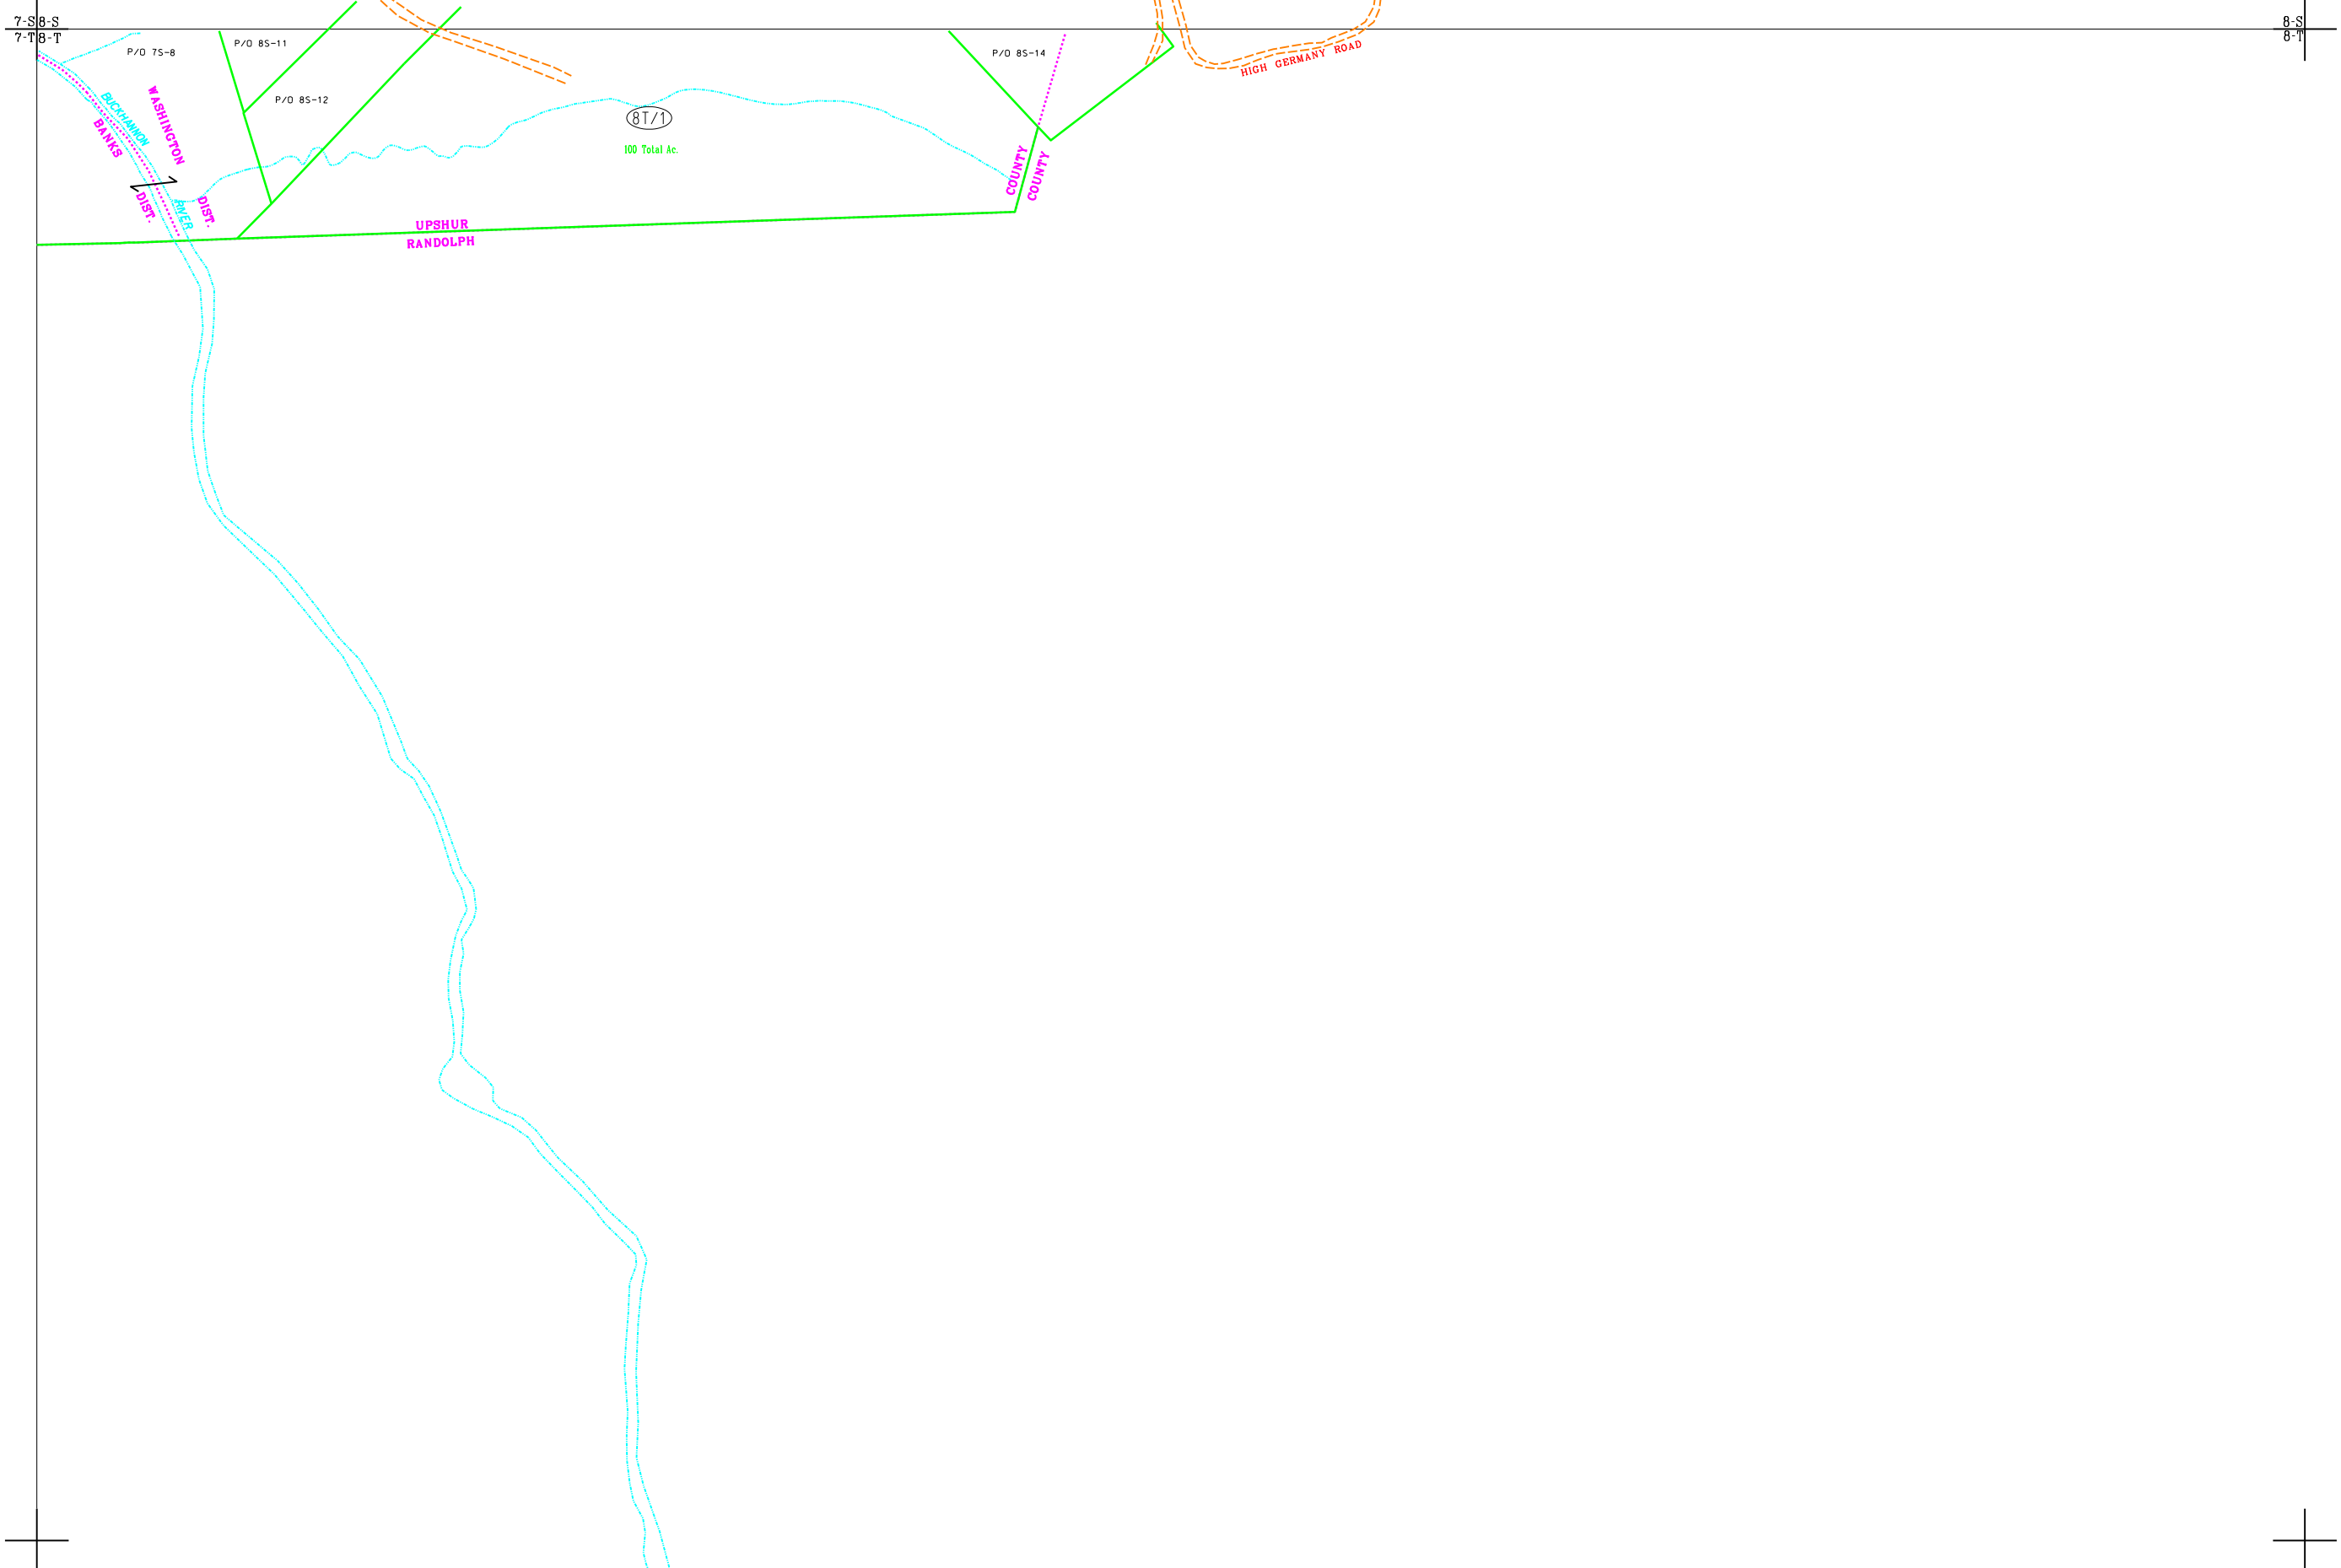 7-S 8-S
7-T 8-T
8-S
8-T
P/O 7S-8
P/O 8S-11
P/O 8S-12
P/O 8S-14
HIGH GERMANY ROAD
BUCKHANNON
RIVER
WASHINGTON
DIST.
BANKS
DIST.
8T/1
100 Total Ac.
COUNTY
COUNTY
UPSHUR
RANDOLPH